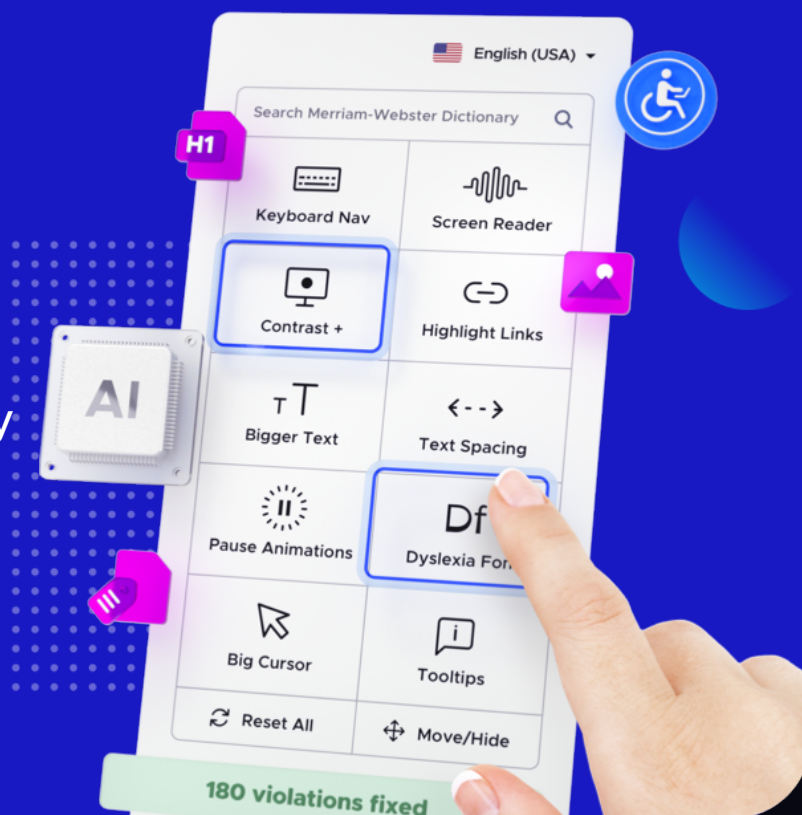 English (USA)
Search Merriam-Webster Dictionary
H1
Keyboard Nav
Screen Reader
Contrast +
Highlight Links
AI
y
TT
Bigger Text
Text Spacing
Pause Animations
Df
Dyslexia Fon
Big Cursor
i
Tooltips
Reset All
Move/Hide
180 violations fixed